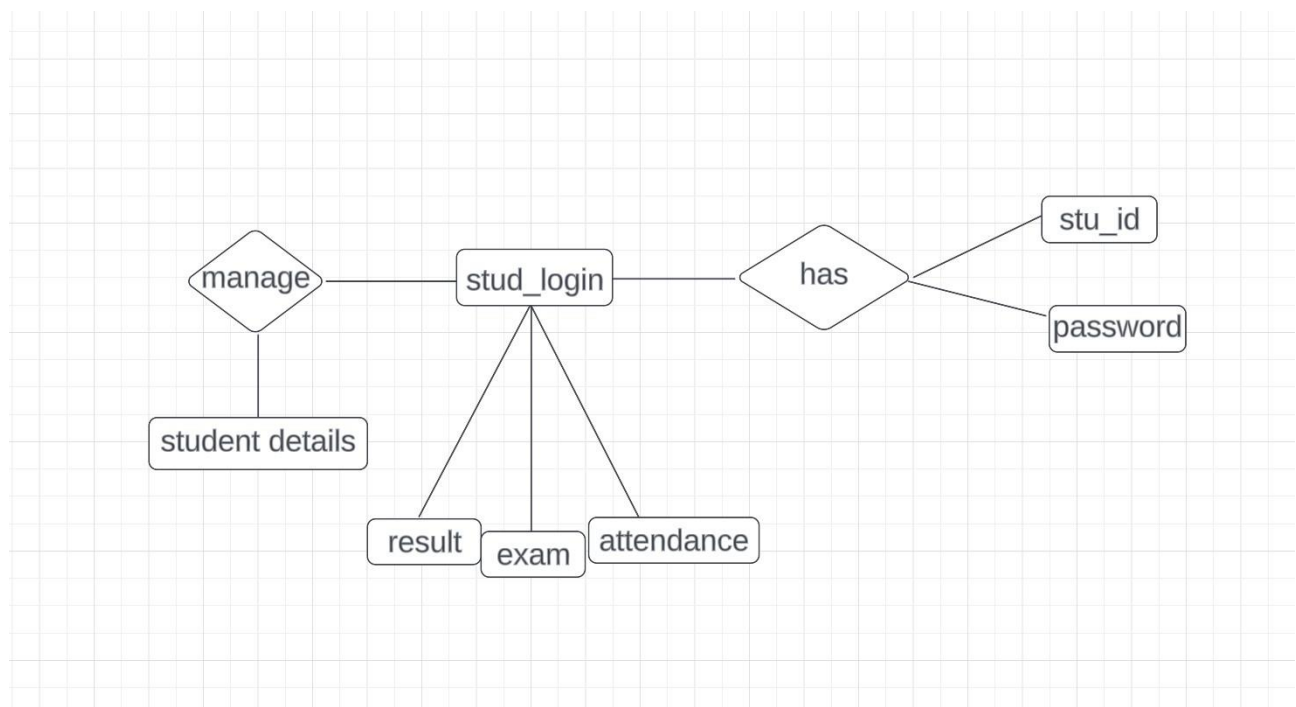 stu_id
manage
stud_login
has
password
student details
result
exam
attendance